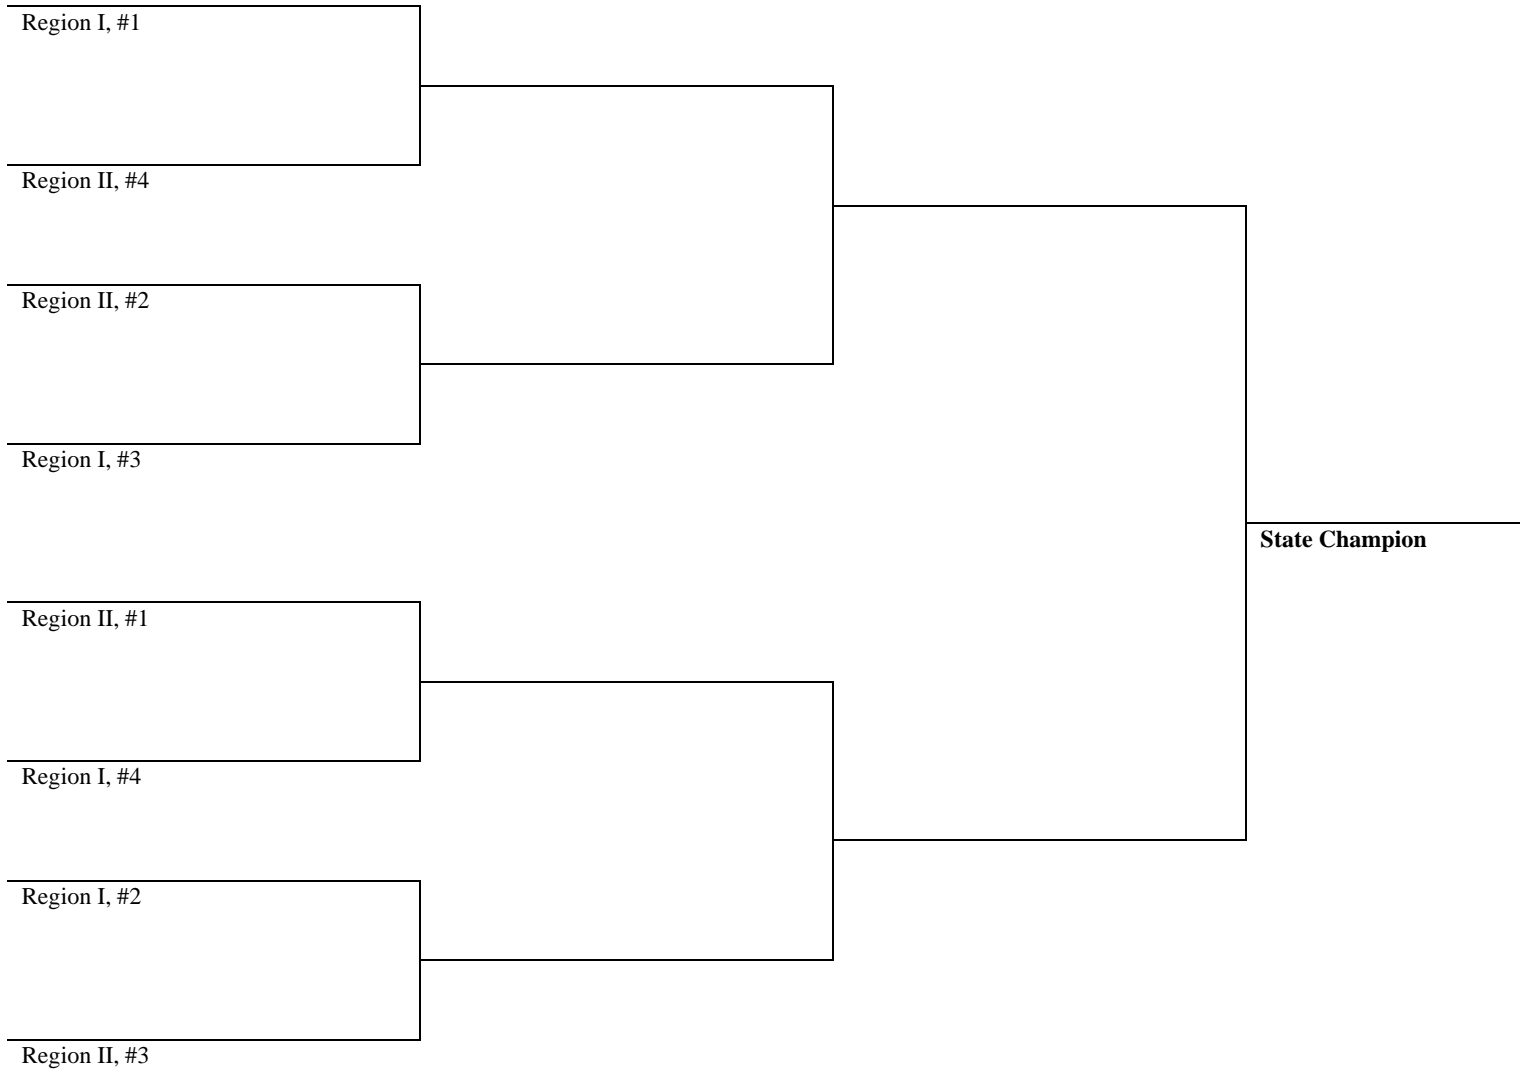 Region I, #1
Region II, #4
Region II, #2
Region I, #3
State Champion
Region II, #1
Region I, #4
Region I, #2
Region II, #3